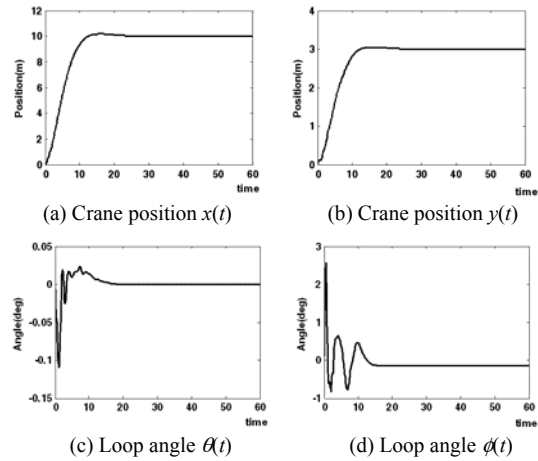 12
10
8
6
4
2
0
Position(m)
0 10 20 30 40 50 60
time
(a) Crane position x(t)
4
3
2
1
0
Position(m)
0 10 20 30 40 50 60
time
(b) Crane position y(t)
0.05
0
-0.05
-0.1
-0.15
Angle(deg)
0 10 20 30 40 50 60
time
(c) Loop angle θ(t)
3
2
1
0
-1
Angle(deg)
0 10 20 30 40 50 60
time
(d) Loop angle ϕ(t)